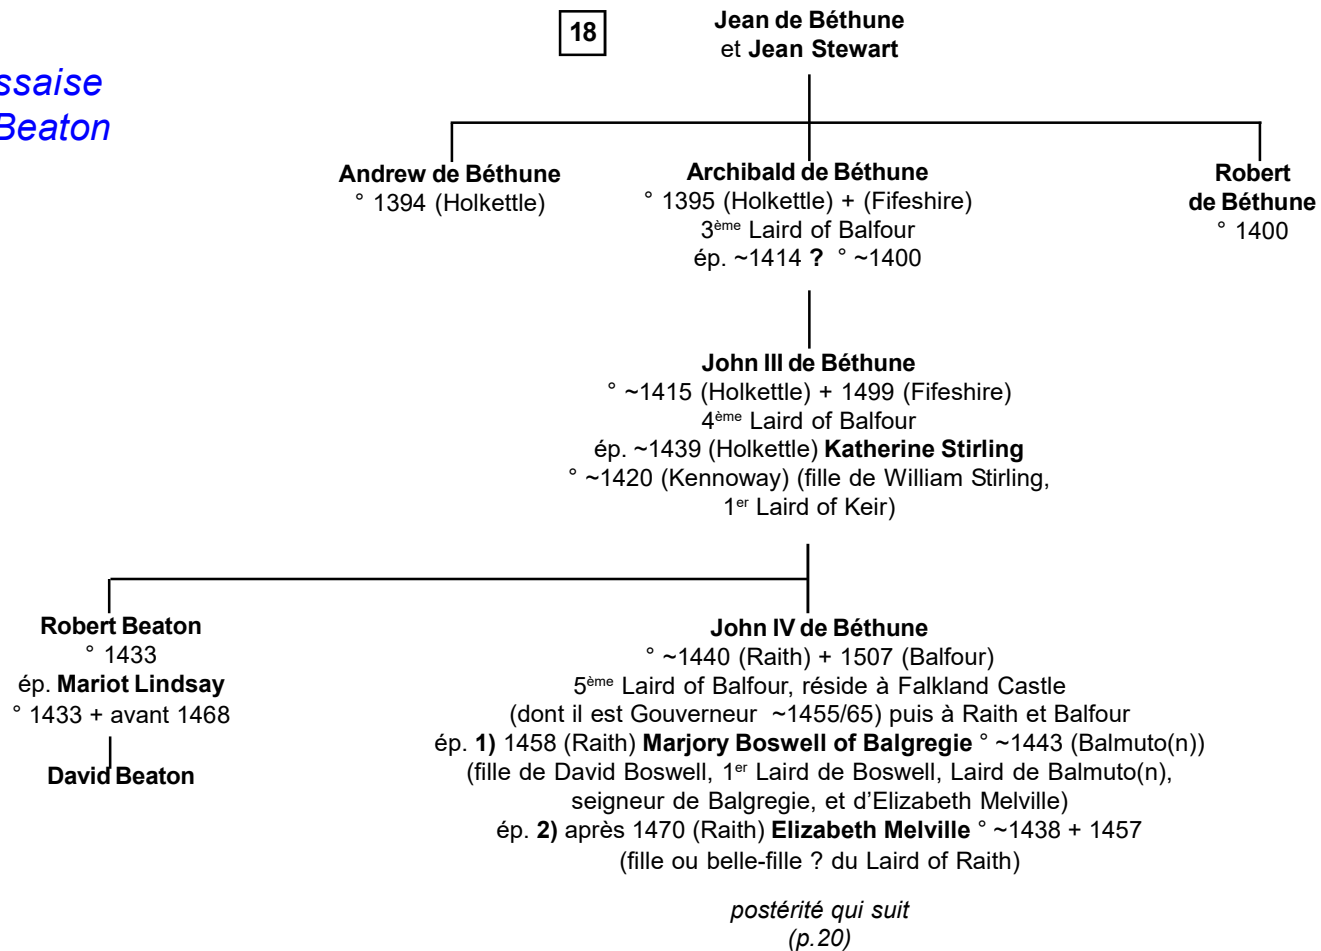 18
Jean de Béthune
et Jean Stewart
ssaise
Beaton
Andrew de Béthune
° 1394 (Holkettle)
Archibald de Béthune
° 1395 (Holkettle) + (Fifeshire)
3ème Laird of Balfour
ép. ~1414 ? ° ~1400
Robert
de Béthune
° 1400
John III de Béthune
° ~1415 (Holkettle) + 1499 (Fifeshire)
4ème Laird of Balfour
ép. ~1439 (Holkettle) Katherine Stirling
° ~1420 (Kennoway) (fille de William Stirling,
1er Laird of Keir)
Robert Beaton
° 1433
ép. Mariot Lindsay
° 1433 + avant 1468
David Beaton
John IV de Béthune
° ~1440 (Raith) + 1507 (Balfour)
5ème Laird of Balfour, réside à Falkland Castle
(dont il est Gouverneur ~1455/65) puis à Raith et Balfour
ép. 1) 1458 (Raith) Marjory Boswell of Balgregie ° ~1443 (Balmuto(n))
(fille de David Boswell, 1er Laird de Boswell, Laird de Balmuto(n),
seigneur de Balgregie, et d'Elizabeth Melville)
ép. 2) après 1470 (Raith) Elizabeth Melville ° ~1438 + 1457
(fille ou belle-fille ? du Laird of Raith)
postérité qui suit
(p.20)